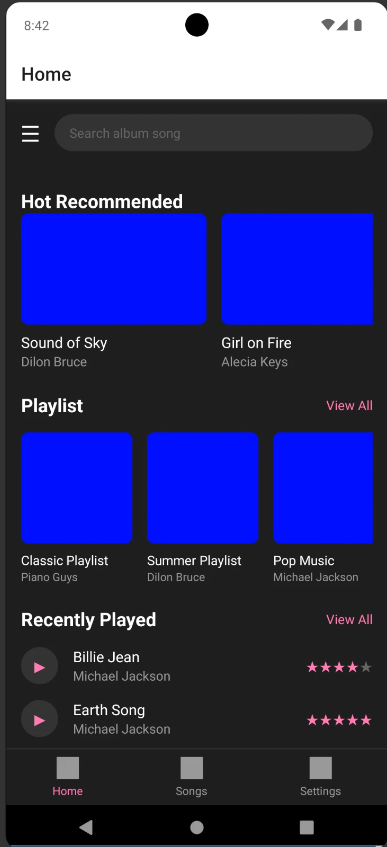 8:42
Home
Search album song
Hot Recommended
Sound of Sky
Dilon Bruce
Girl on Fire
Alecia Keys
Playlist
View All
Classic Playlist
Piano Guys
Summer Playlist
Dilon Bruce
Pop Music
Michael Jackson
Recently Played
View All
Billie Jean
Michael Jackson
Earth Song
Michael Jackson
Home
Songs
Settings